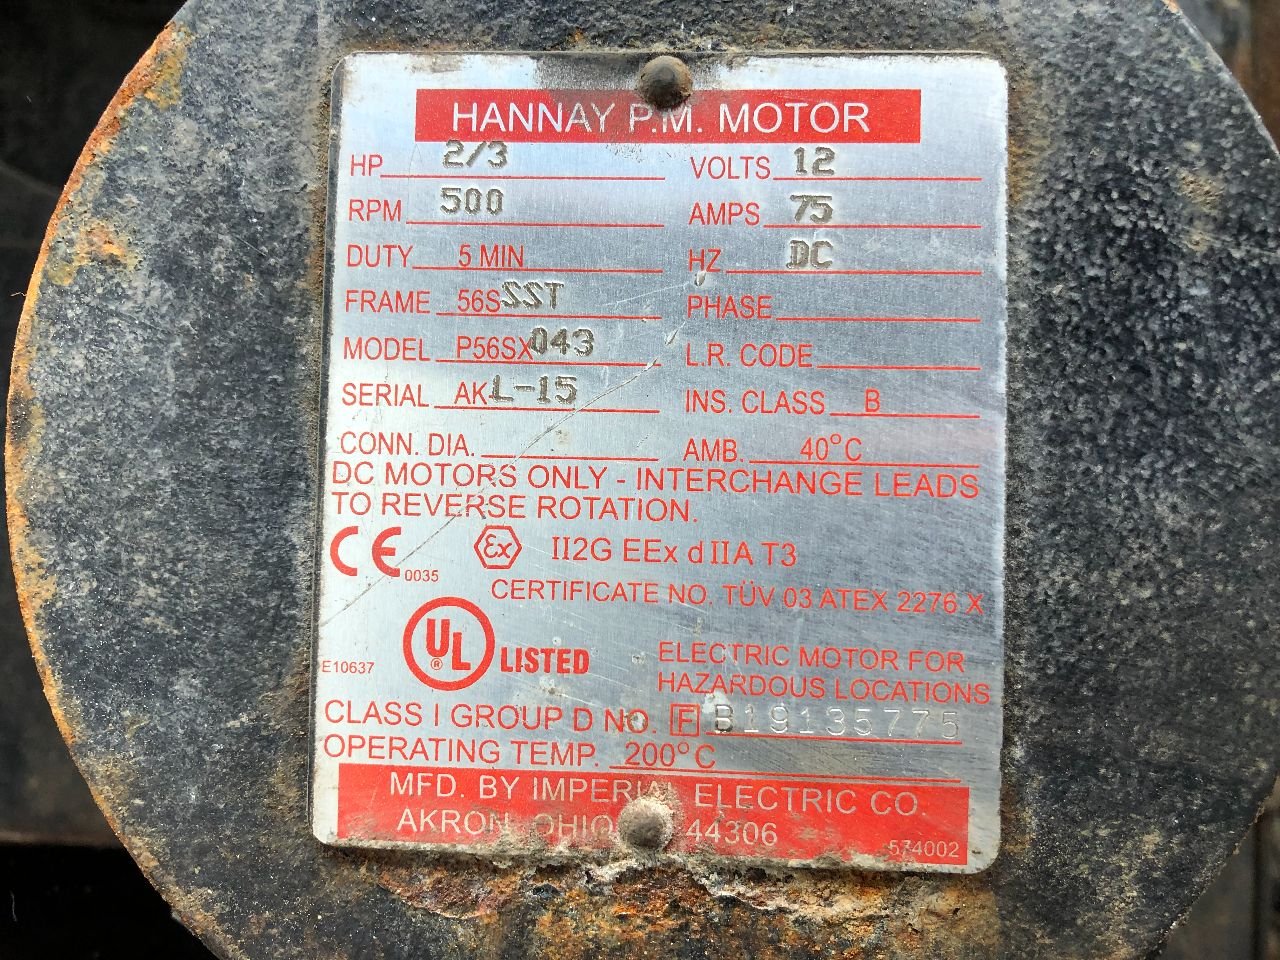 HANNAY P.M. MOTOR
HP 2/3 VOLTS 12
RPM 500 AMPS 75
DUTY 5 MIN HZ DC
FRAME 56S SST PHASE
MODEL P56SX 043 L.R. CODE
SERIAL AK L-15 INS. CLASS B
CONN. DIA. AMB. 40°C
DC MOTORS ONLY - INTERCHANGE LEADS
TO REVERSE ROTATION.
CE 0035 Ex II2G EEx d IIA T3
CERTIFICATE NO. TÜV 03 ATEX 2276 X
E10637 UL ® LISTED ELECTRIC MOTOR FOR
HAZARDOUS LOCATIONS
CLASS I GROUP D NO. F B19135775
OPERATING TEMP. 200°C
MFD. BY IMPERIAL ELECTRIC CO.
AKRON, OHIO 44306
574002